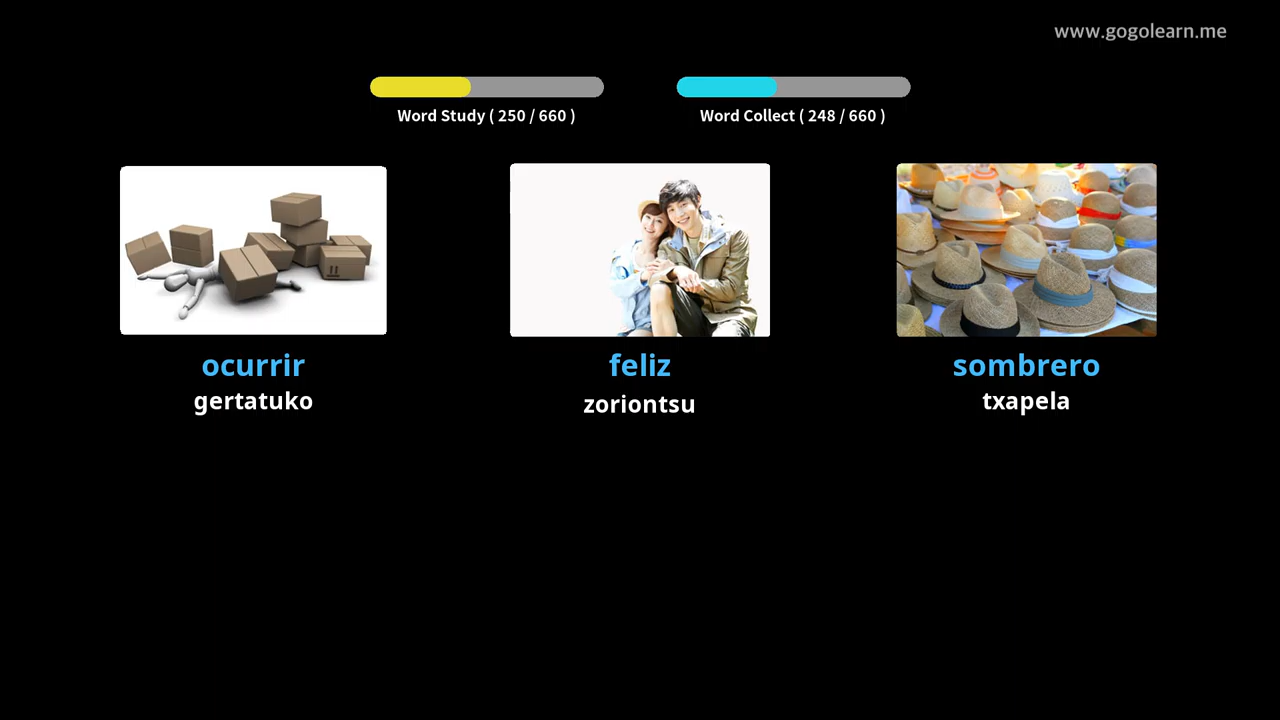 www.gogolearn.me
Word Study ( 250 / 660 )
Word Collect ( 248 / 660 )
ocurrir
gertatuko
feliz
zoriontsu
sombrero
txapela